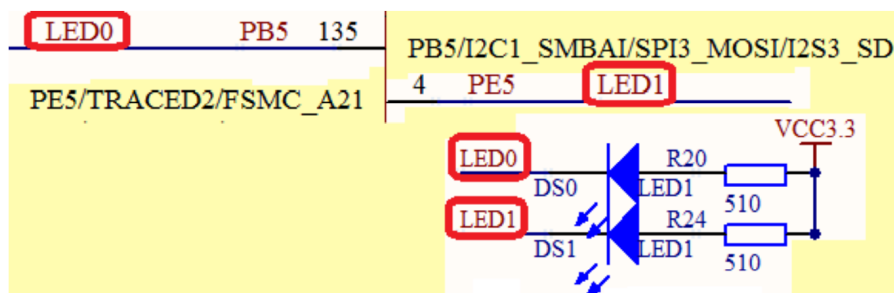 LED0 PB5 135
PB5/I2C1_SMBAI/SPI3_MOSI/I2S3_SD
4 PE5 LED1
PE5/TRACED2/FSMC_A21
VCC3.3
LED0 R20
DS0 LED1 510
LED1 R24
DS1 LED1 510